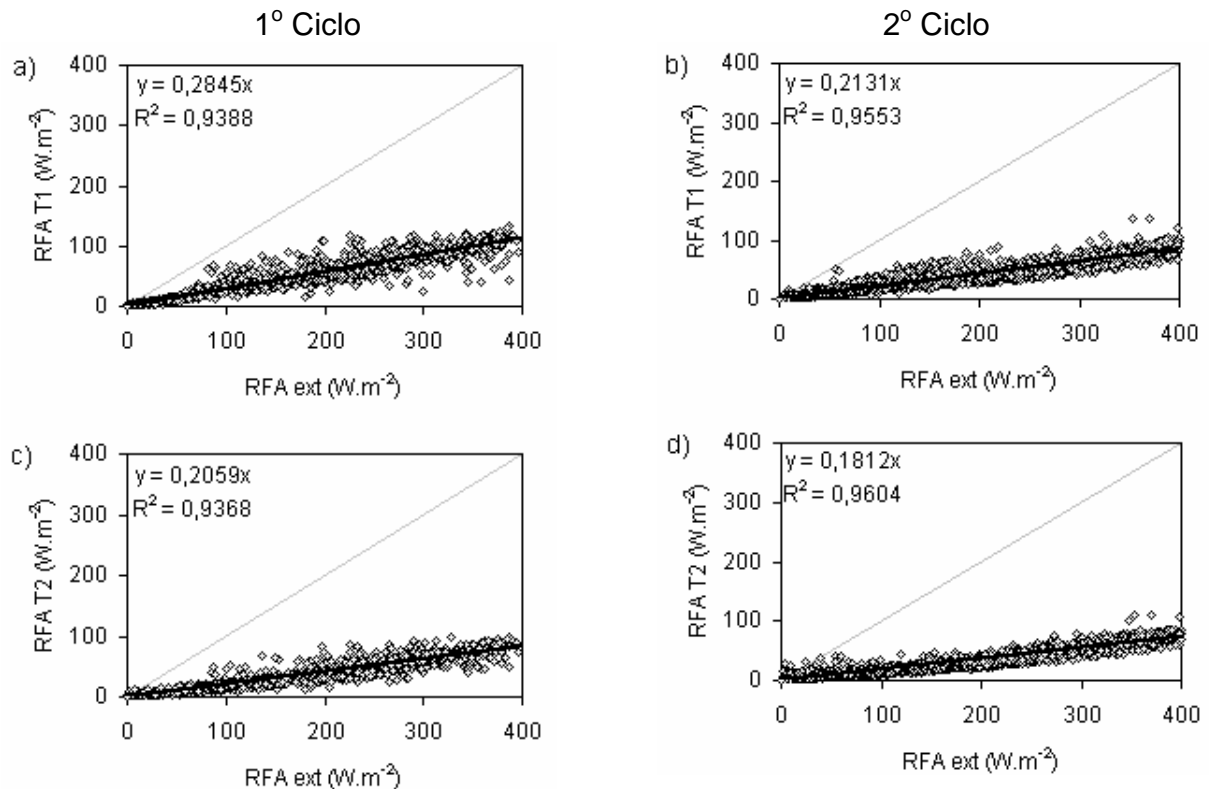 1º Ciclo
2º Ciclo
a)
y = 0,2845x
R² = 0,9388
RFA T1 (W.m⁻²)
400
300
200
100
0
0 100 200 300 400
RFA ext (W.m⁻²)
b)
y = 0,2131x
R² = 0,9553
RFA T1 (W.m⁻²)
400
300
200
100
0
0 100 200 300 400
RFA ext (W.m⁻²)
c)
y = 0,2059x
R² = 0,9368
RFA T2 (W.m⁻²)
400
300
200
100
0
0 100 200 300 400
RFA ext (W.m⁻²)
d)
y = 0,1812x
R² = 0,9604
RFA T2 (W.m⁻²)
400
300
200
100
0
0 100 200 300 400
RFA ext (W.m⁻²)